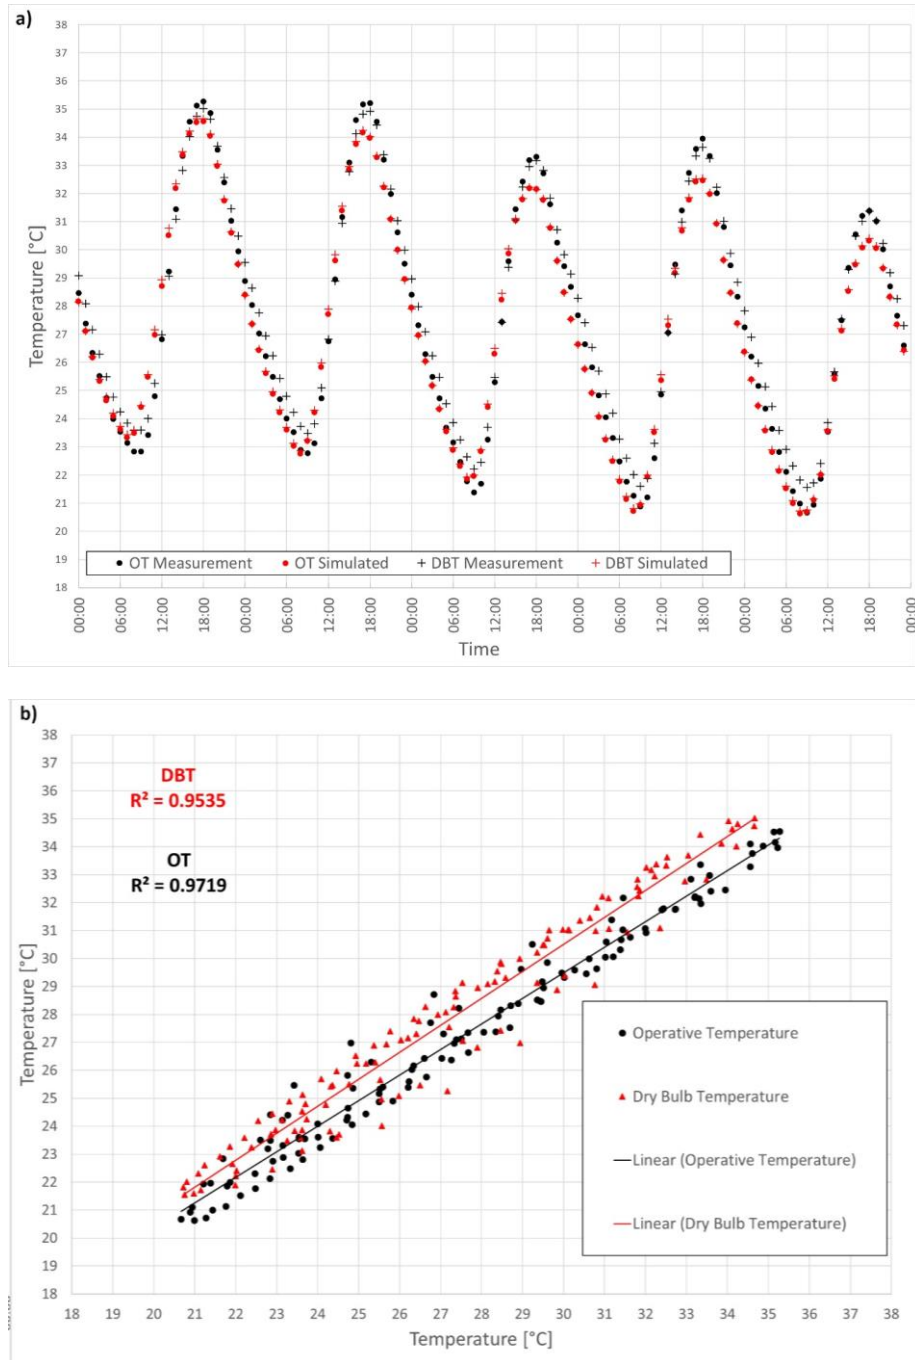 a)
38
37
36
35
34
33
32
31
30
29
28
27
26
25
24
23
22
21
20
19
18
Temperature [°C]
OT Measurement OT Simulated DBT Measurement DBT Simulated
00:00 06:00 12:00 18:00 00:00 06:00 12:00 18:00 00:00 06:00 12:00 18:00 00:00 06:00 12:00 18:00 00:00 06:00 12:00 18:00 00:00
Time
b)
38
37
36
35
34
33
32
31
30
29
28
27
26
25
24
23
22
21
20
19
18
Temperature [°C]
DBT
R² = 0.9535
OT
R² = 0.9719
Operative Temperature
Dry Bulb Temperature
Linear (Operative Temperature)
Linear (Dry Bulb Temperature)
18 19 20 21 22 23 24 25 26 27 28 29 30 31 32 33 34 35 36 37 38
Temperature [°C]